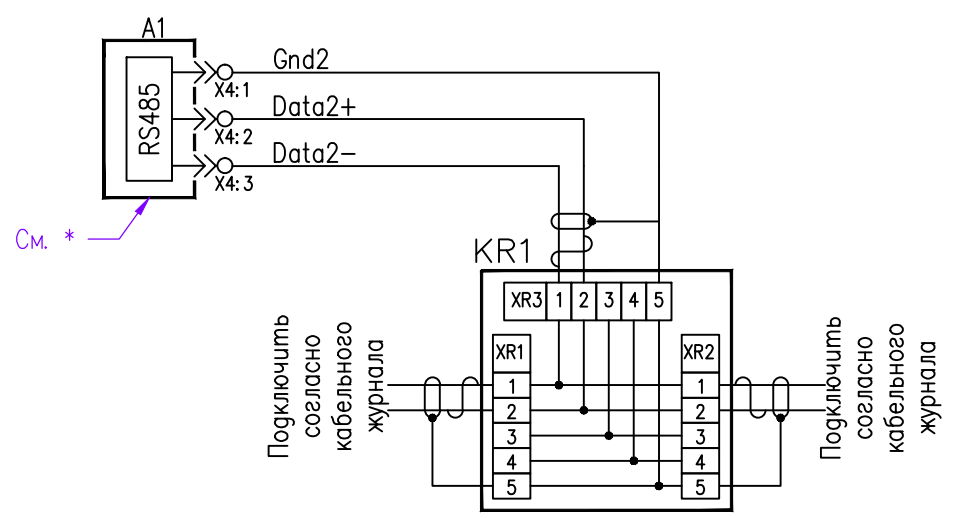 A1
RS485
Gnd2
X4:1
Data2+
X4:2
Data2-
X4:3
См. *
KR1
XR3 1 2 3 4 5
Подключить
согласно
кабельного
журнала
XR1
1
2
3
4
5
XR2
1
2
3
4
5
Подключить
согласно
кабельного
журнала